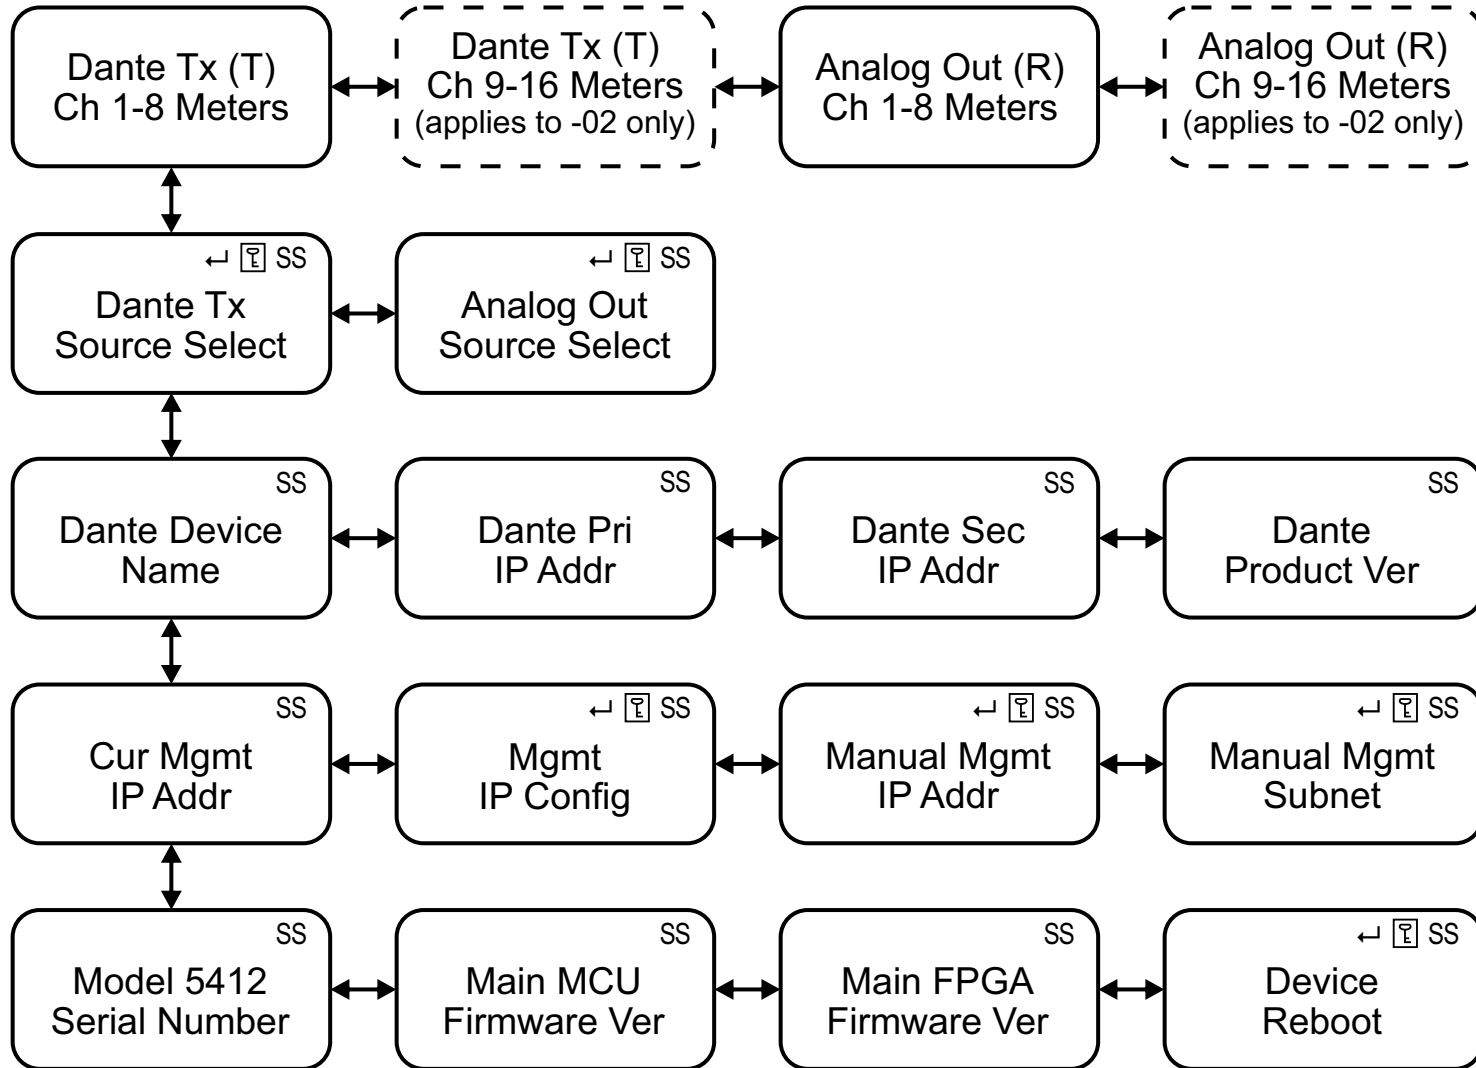 Dante Tx (T)
Ch 1-8 Meters
Dante Tx (T)
Ch 9-16 Meters
(applies to -02 only)
Analog Out (R)
Ch 1-8 Meters
Analog Out (R)
Ch 9-16 Meters
(applies to -02 only)
↵ SS
Dante Tx
Source Select
↵ SS
Analog Out
Source Select
SS
Dante Device
Name
SS
Dante Pri
IP Addr
SS
Dante Sec
IP Addr
SS
Dante
Product Ver
SS
Cur Mgmt
IP Addr
↵ SS
Mgmt
IP Config
↵ SS
Manual Mgmt
IP Addr
↵ SS
Manual Mgmt
Subnet
SS
Model 5412
Serial Number
SS
Main MCU
Firmware Ver
SS
Main FPGA
Firmware Ver
↵ SS
Device
Reboot